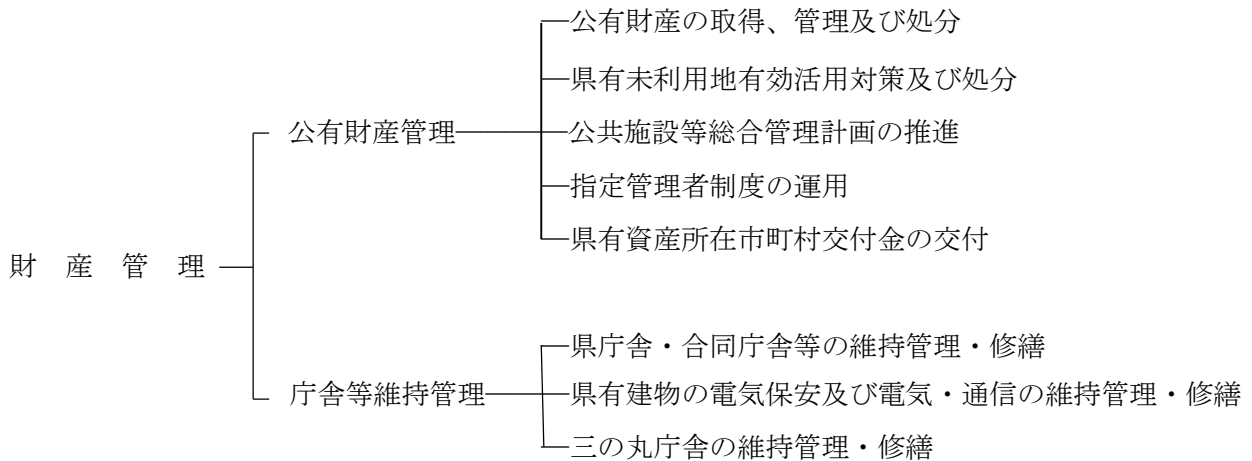 公有財産の取得、管理及び処分
県有未利用地有効活用対策及び処分
公有財産管理
公共施設等総合管理計画の推進
指定管理者制度の運用
県有資産所在市町村交付金の交付
財産管理
県庁舎・合同庁舎等の維持管理・修繕
庁舎等維持管理
県有建物の電気保安及び電気・通信の維持管理・修繕
三の丸庁舎の維持管理・修繕